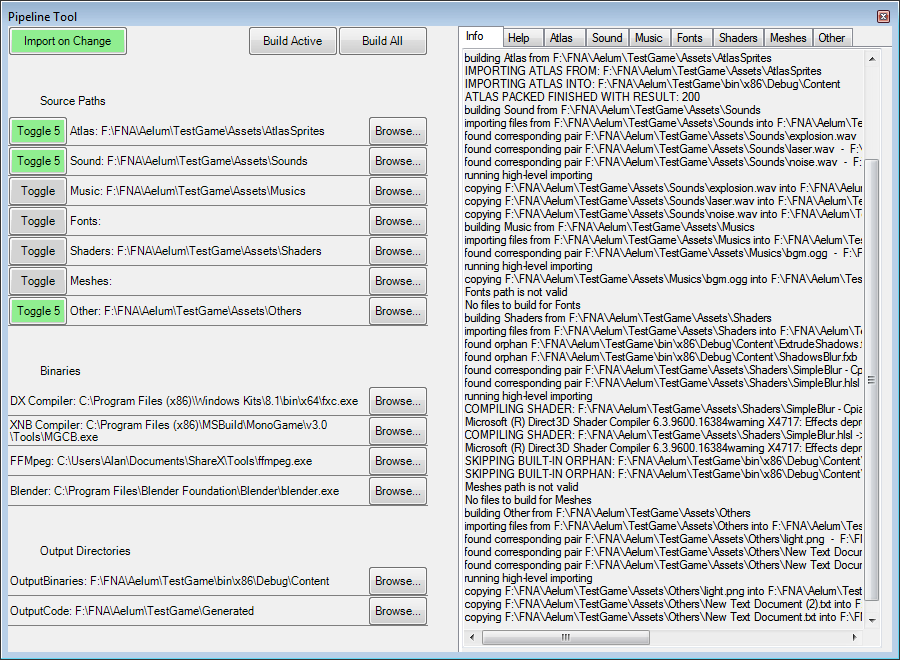 Pipeline Tool
Import on Change
Build Active
Build All
Source Paths
Toggle 5 Atlas: F:\FNA\Aelum\TestGame\Assets\AtlasSprites Browse...
Toggle 5 Sound: F:\FNA\Aelum\TestGame\Assets\Sounds Browse...
Toggle Music: F:\FNA\Aelum\TestGame\Assets\Musics Browse...
Toggle Fonts: Browse...
Toggle Shaders: F:\FNA\Aelum\TestGame\Assets\Shaders Browse...
Toggle Meshes: Browse...
Toggle 5 Other: F:\FNA\Aelum\TestGame\Assets\Others Browse...
Binaries
DX Compiler: C:\Program Files (x86)\Windows Kits\8.1\bin\x64\fxc.exe Browse...
XNB Compiler: C:\Program Files (x86)\MSBuild\MonoGame\v3.0
\Tools\MGCB.exe Browse...
FFMpeg: C:\Users\Alan\Documents\ShareX\Tools\ffmpeg.exe Browse...
Blender: C:\Program Files\Blender Foundation\Blender\blender.exe Browse...
Output Directories
OutputBinaries: F:\FNA\Aelum\TestGame\bin\x86\Debug\Content Browse...
OutputCode: F:\FNA\Aelum\TestGame\Generated Browse...
Info Help Atlas Sound Music Fonts Shaders Meshes Other
building Atlas from F:\FNA\Aelum\TestGame\Assets\AtlasSprites
IMPORTING ATLAS FROM: F:\FNA\Aelum\TestGame\Assets\AtlasSprites
IMPORTING ATLAS INTO: F:\FNA\Aelum\TestGame\bin\x86\Debug\Content
ATLAS PACKED FINISHED WITH RESULT: 200
building Sound from F:\FNA\Aelum\TestGame\Assets\Sounds
importing files from F:\FNA\Aelum\TestGame\Assets\Sounds into F:\FNA\Ae
found corresponding pair F:\FNA\Aelum\TestGame\Assets\Sounds\explosion.wav
found corresponding pair F:\FNA\Aelum\TestGame\Assets\Sounds\laser.wav - F:\
found corresponding pair F:\FNA\Aelum\TestGame\Assets\Sounds\noise.wav - F:
running high-level importing
copying F:\FNA\Aelum\TestGame\Assets\Sounds\explosion.wav into F:\FNA\Aelu
copying F:\FNA\Aelum\TestGame\Assets\Sounds\laser.wav into F:\FNA\Aelum\T
copying F:\FNA\Aelum\TestGame\Assets\Sounds\noise.wav into F:\FNA\Aelum\T
building Music from F:\FNA\Aelum\TestGame\Assets\Musics
importing files from F:\FNA\Aelum\TestGame\Assets\Musics into F:\FNA\Aelum\Te
found corresponding pair F:\FNA\Aelum\TestGame\Assets\Musics\bgm.ogg - F:\F
running high-level importing
copying F:\FNA\Aelum\TestGame\Assets\Musics\bgm.ogg into F:\FNA\Aelum\Tes
Fonts path is not valid
No files to build for Fonts
building Shaders from F:\FNA\Aelum\TestGame\Assets\Shaders
importing files from F:\FNA\Aelum\TestGame\Assets\Shaders into F:\FNA\Aelum\T
found orphan F:\FNA\Aelum\TestGame\bin\x86\Debug\Content\ExtrudeShadows.
found orphan F:\FNA\Aelum\TestGame\bin\x86\Debug\Content\ShadowsBlur.fxb
found corresponding pair F:\FNA\Aelum\TestGame\Assets\Shaders\SimpleBlur - Cp
found corresponding pair F:\FNA\Aelum\TestGame\Assets\Shaders\SimpleBlur.hlsl
running high-level importing
COMPILING SHADER: F:\FNA\Aelum\TestGame\Assets\Shaders\SimpleBlur - Cpia
Microsoft (R) Direct3D Shader Compiler 6.3.9600.16384warning X4717: Effects depr
COMPILING SHADER: F:\FNA\Aelum\TestGame\Assets\Shaders\SimpleBlur.hlsl ->
Microsoft (R) Direct3D Shader Compiler 6.3.9600.16384warning X4717: Effects depr
SKIPPING BUILT-IN ORPHAN: F:\FNA\Aelum\TestGame\bin\x86\Debug\Content\
SKIPPING BUILT-IN ORPHAN: F:\FNA\Aelum\TestGame\bin\x86\Debug\Content\
Meshes path is not valid
No files to build for Meshes
building Other from F:\FNA\Aelum\TestGame\Assets\Others
importing files from F:\FNA\Aelum\TestGame\Assets\Others into F:\FNA\Aelum\Te
found corresponding pair F:\FNA\Aelum\TestGame\Assets\Others\light.png - F:\Fl
found corresponding pair F:\FNA\Aelum\TestGame\Assets\Others\New Text Docum
found corresponding pair F:\FNA\Aelum\TestGame\Assets\Others\New Text Docum
running high-level importing
copying F:\FNA\Aelum\TestGame\Assets\Others\light.png into F:\FNA\Aelum\Test
copying F:\FNA\Aelum\TestGame\Assets\Others\New Text Document (2).txt into F
copying F:\FNA\Aelum\TestGame\Assets\Others\New Text Document.txt into F:\F